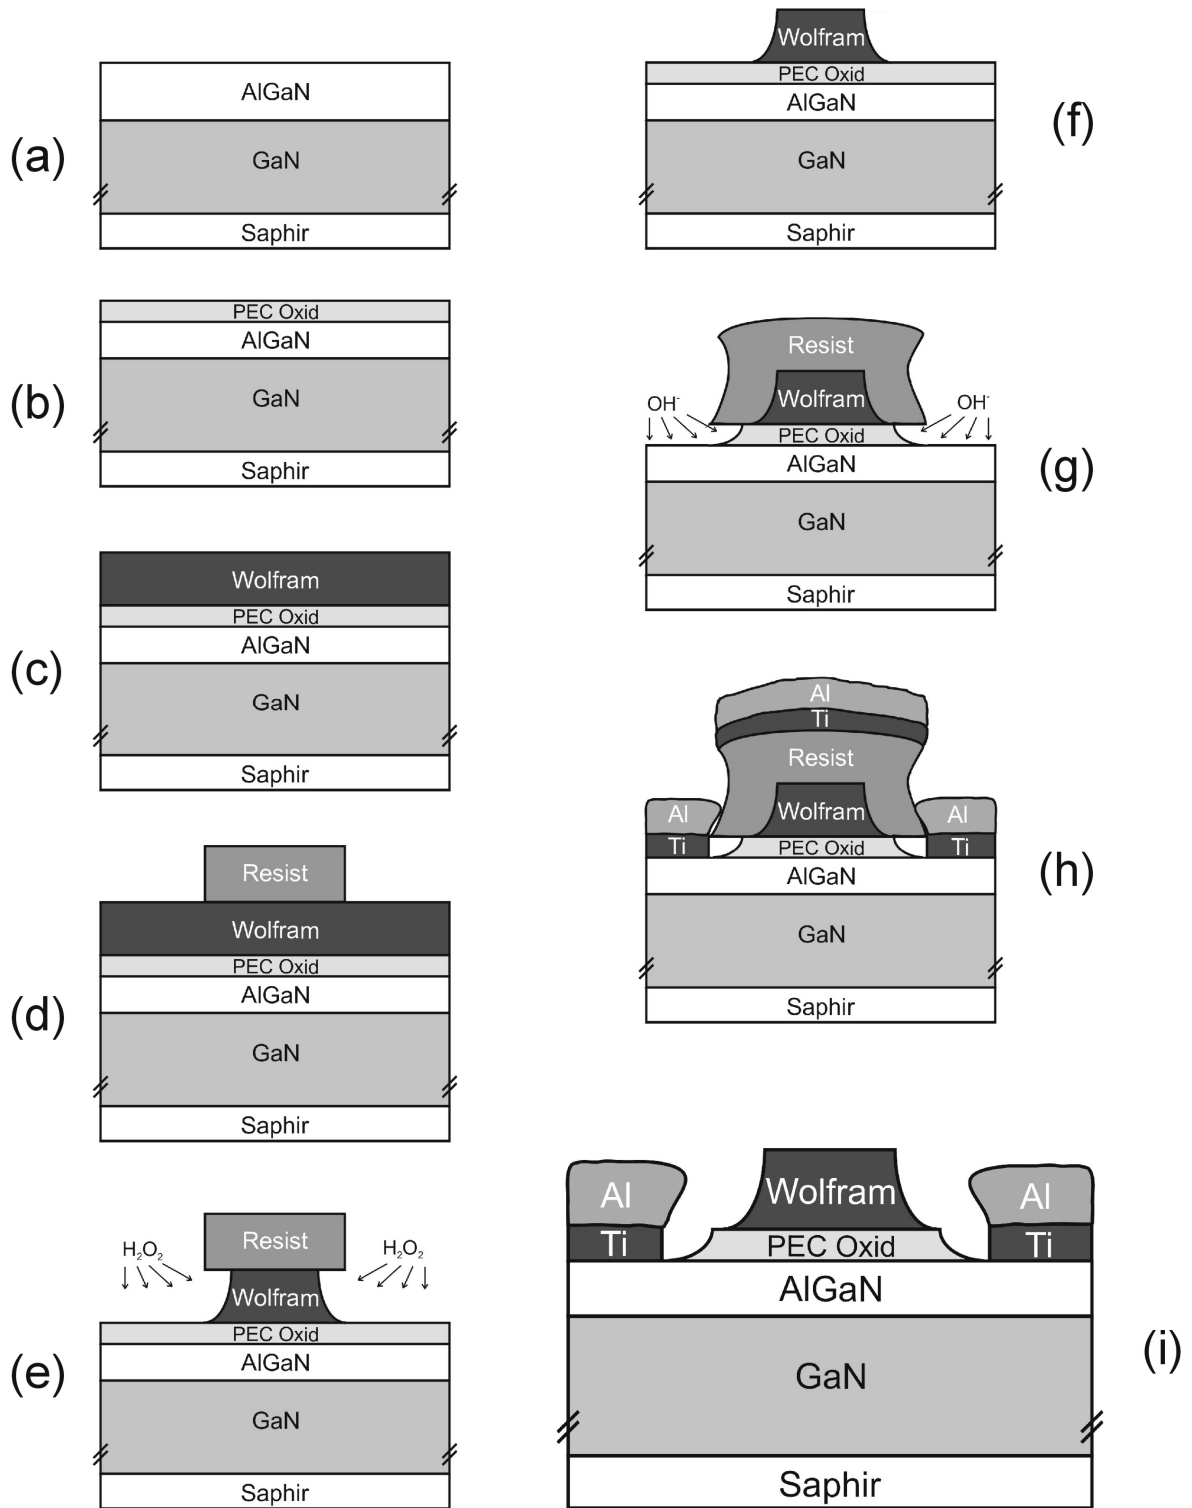 (a)
AlGaN
GaN
Saphir
(b)
PEC Oxid
AlGaN
GaN
Saphir
(c)
Wolfram
PEC Oxid
AlGaN
GaN
Saphir
(d)
Resist
Wolfram
PEC Oxid
AlGaN
GaN
Saphir
(e)
H₂O₂
Resist
H₂O₂
Wolfram
PEC Oxid
AlGaN
GaN
Saphir
(f)
Wolfram
PEC Oxid
AlGaN
GaN
Saphir
(g)
Resist
OH⁻
Wolfram
OH⁻
PEC Oxid
AlGaN
GaN
Saphir
(h)
Al
Ti
Resist
Al
Wolfram
Al
Ti
PEC Oxid
Ti
AlGaN
GaN
Saphir
(i)
Al
Wolfram
Al
Ti
PEC Oxid
Ti
AlGaN
GaN
Saphir